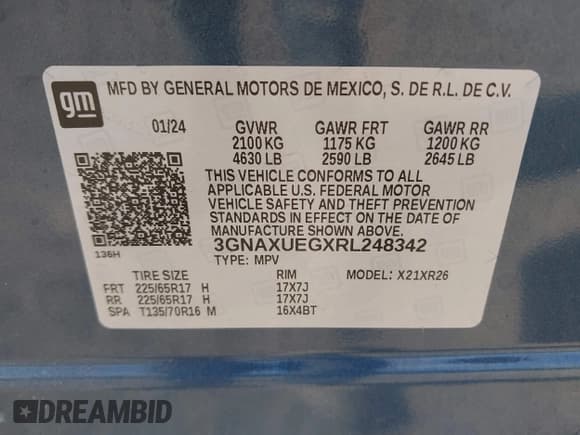 gm
MFD BY GENERAL MOTORS DE MEXICO, S. DE R.L. DE C.V.
01/24 GVWR GAWR FRT GAWR RR
2100 KG 1175 KG 1200 KG
4630 LB 2590 LB 2645 LB
THIS VEHICLE CONFORMS TO ALL
APPLICABLE U.S. FEDERAL MOTOR
VEHICLE SAFETY AND THEFT PREVENTION
STANDARDS IN EFFECT ON THE DATE OF
MANUFACTURE SHOWN ABOVE.
136H 3GNAXUEGXRL248342
TYPE: MPV MODEL: X21XR26
TIRE SIZE RIM
FRT 225/65R17 H 17X7J
RR 225/65R17 H 17X7J
SPA T135/70R16 M 16X4BT
DREAMBID